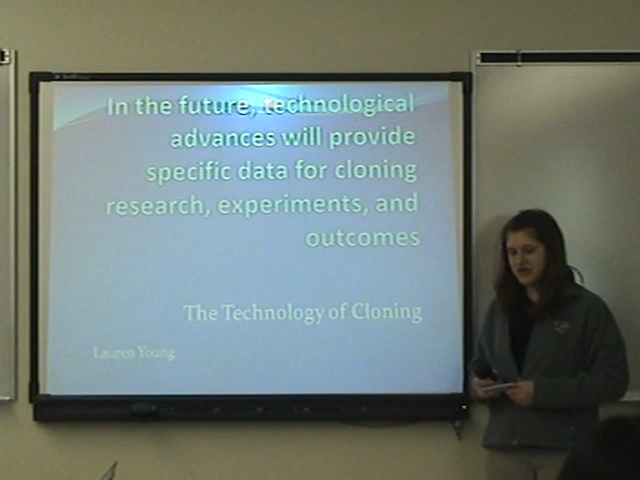 In the future, technological
advances will provide
specific data for cloning
research, experiments, and
outcomes
The Technology of Cloning
Lauren Young